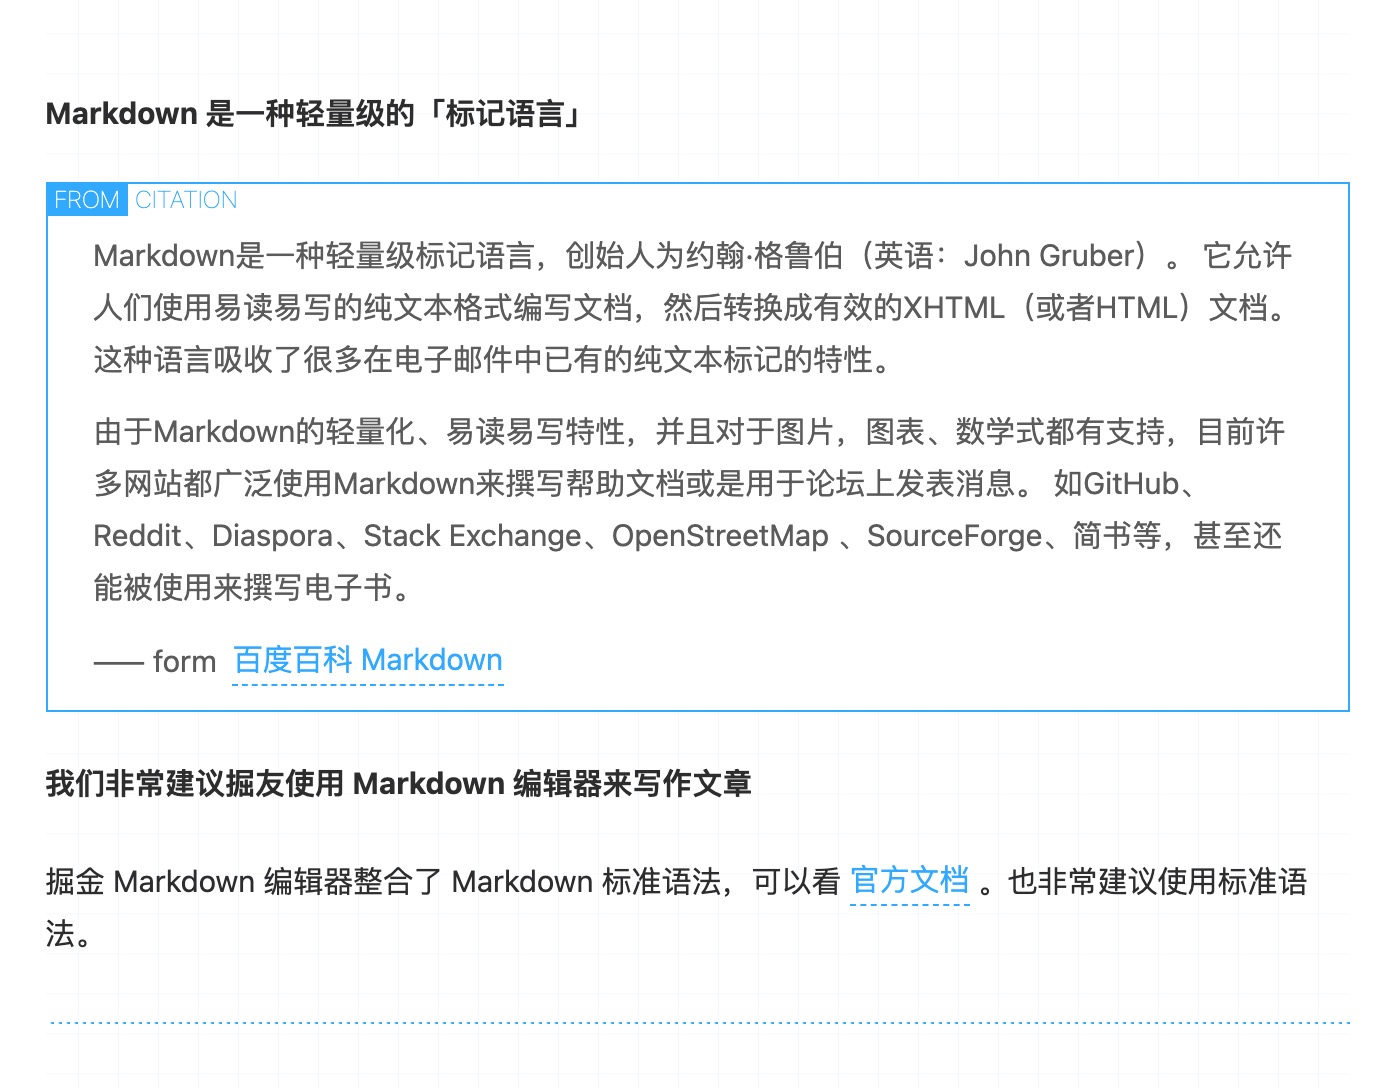 Markdown 是一种轻量级的「标记语言」
FROM CITATION
Markdown是一种轻量级标记语言，创始人为约翰·格鲁伯（英语：John Gruber）。 它允许
人们使用易读易写的纯文本格式编写文档，然后转换成有效的XHTML（或者HTML）文档。
这种语言吸收了很多在电子邮件中已有的纯文本标记的特性。
由于Markdown的轻量化、易读易写特性，并且对于图片，图表、数学式都有支持，目前许
多网站都广泛使用Markdown来撰写帮助文档或是用于论坛上发表消息。 如GitHub、
Reddit、Diaspora、Stack Exchange、OpenStreetMap 、SourceForge、简书等，甚至还
能被使用来撰写电子书。
—— form 百度百科 Markdown
我们非常建议掘友使用 Markdown 编辑器来写作文章
掘金 Markdown 编辑器整合了 Markdown 标准语法，可以看 官方文档 。也非常建议使用标准语
法。